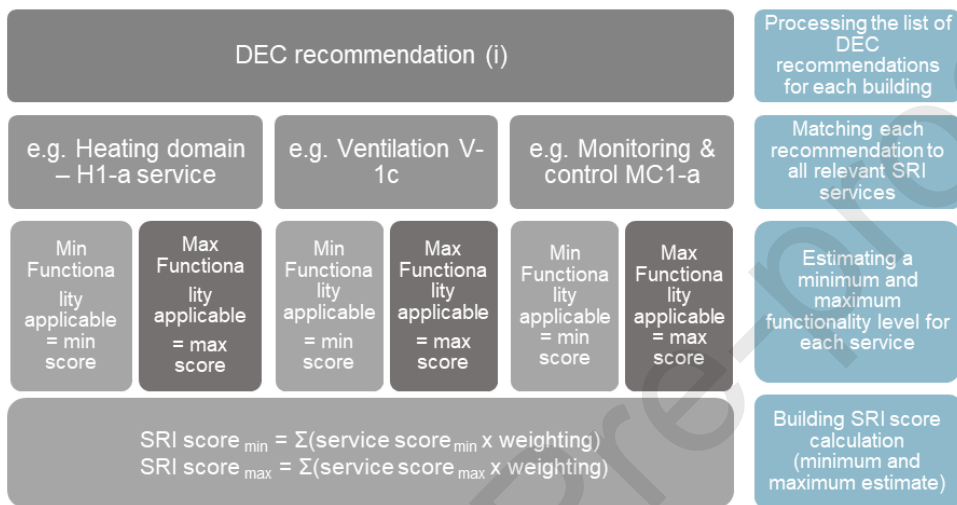 DEC recommendation (i)
Processing the list of
DEC
recommendations
for each building
e.g. Heating domain
– H1-a service
e.g. Ventilation V-
1c
e.g. Monitoring &
control MC1-a
Matching each
recommendation to
all relevant SRI
services
Min
Functiona
lity
applicable
= min
score
Max
Functiona
lity
applicable
= max
score
Min
Functiona
lity
applicable
= min
score
Max
Functiona
lity
applicable
= max
score
Min
Functiona
lity
applicable
= min
score
Max
Functiona
lity
applicable
= max
score
Estimating a
minimum and
maximum
functionality level for
each service
SRI score min = Σ(service score min x weighting)
SRI score max = Σ(service score max x weighting)
Building SRI score
calculation
(minimum and
maximum estimate)
Pre-pro